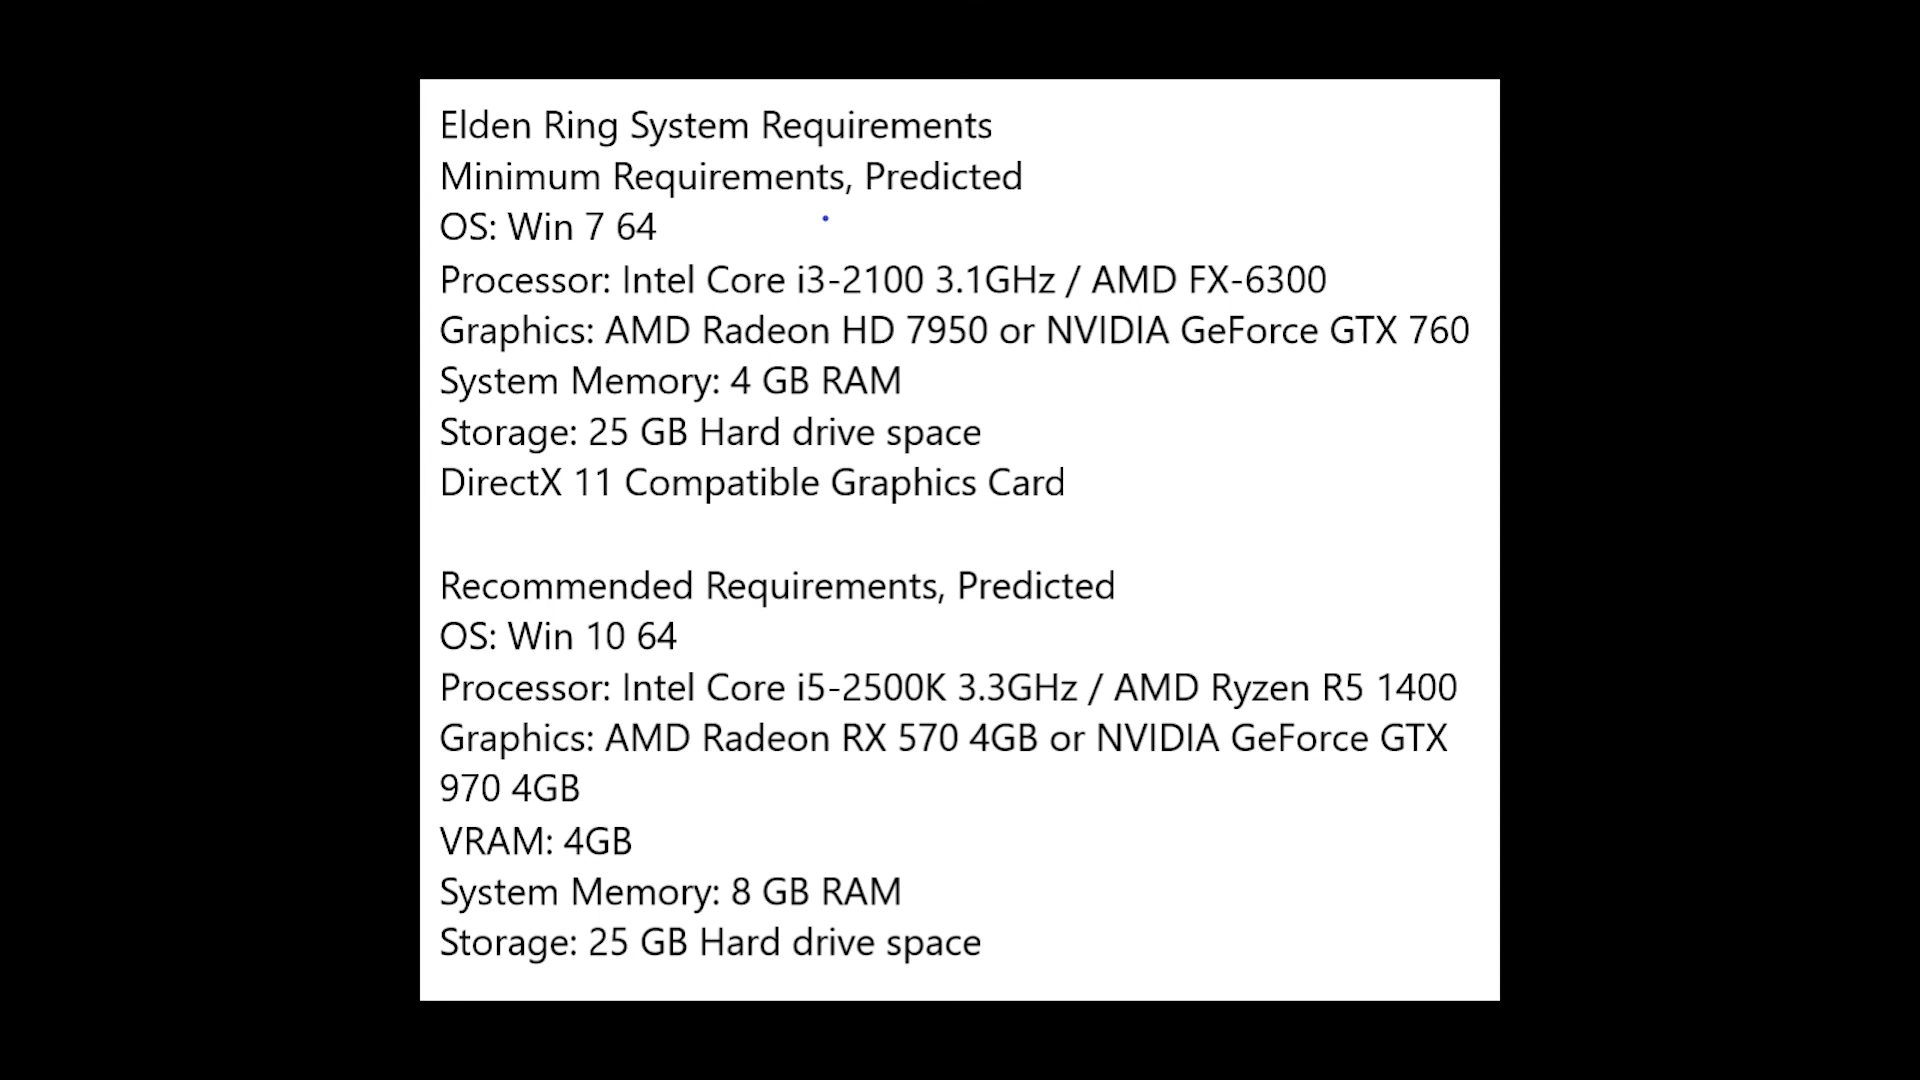 Elden Ring System Requirements
Minimum Requirements, Predicted
OS: Win 7 64
Processor: Intel Core i3-2100 3.1GHz / AMD FX-6300
Graphics: AMD Radeon HD 7950 or NVIDIA GeForce GTX 760
System Memory: 4 GB RAM
Storage: 25 GB Hard drive space
DirectX 11 Compatible Graphics Card
Recommended Requirements, Predicted
OS: Win 10 64
Processor: Intel Core i5-2500K 3.3GHz / AMD Ryzen R5 1400
Graphics: AMD Radeon RX 570 4GB or NVIDIA GeForce GTX
970 4GB
VRAM: 4GB
System Memory: 8 GB RAM
Storage: 25 GB Hard drive space